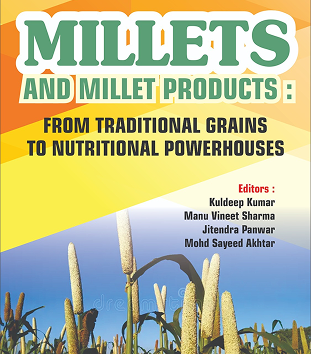 MILLETS
AND MILLET PRODUCTS :
FROM TRADITIONAL GRAINS
TO NUTRITIONAL POWERHOUSES
Editors :
Kuldeep Kumar
Manu Vineet Sharma
Jitendra Panwar
Mohd Sayeed Akhtar